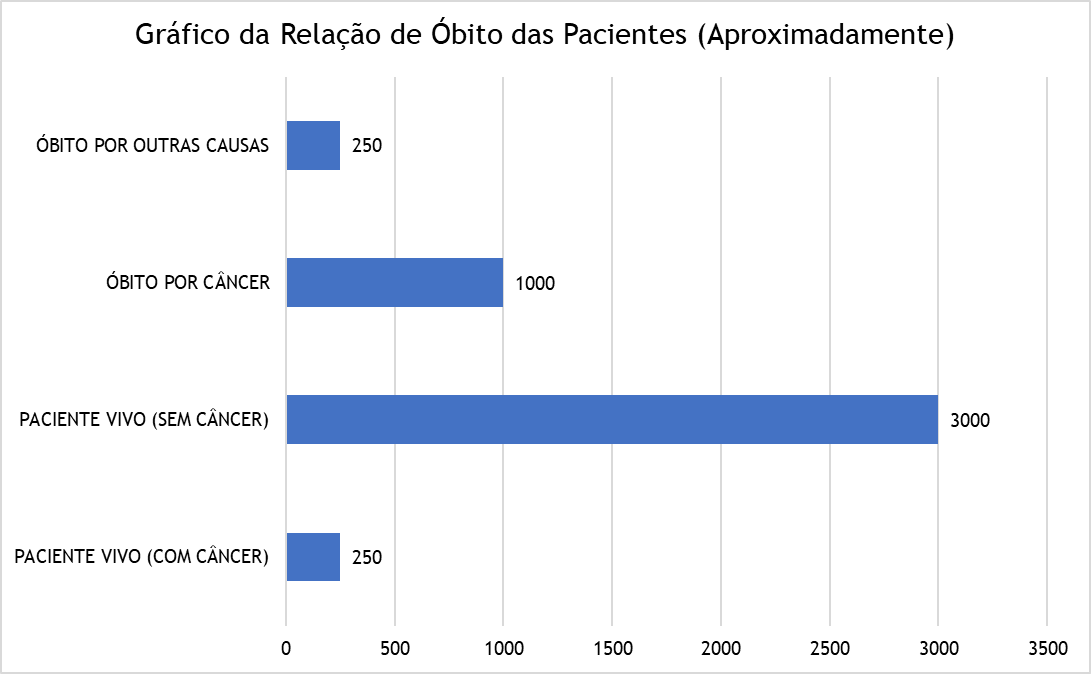 Gráfico da Relação de Óbito das Pacientes (Aproximadamente)
ÓBITO POR OUTRAS CAUSAS 250
ÓBITO POR CÂNCER 1000
PACIENTE VIVO (SEM CÂNCER) 3000
PACIENTE VIVO (COM CÂNCER) 250
0 500 1000 1500 2000 2500 3000 3500